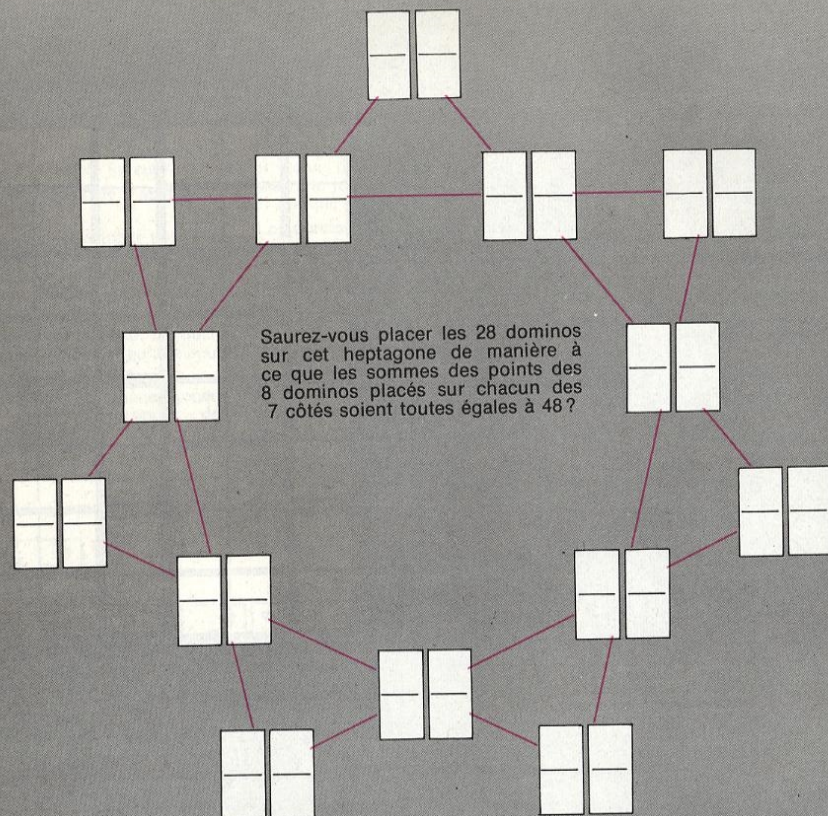 Saurez-vous placer les 28 dominos
sur cet heptagone de manière à
ce que les sommes des points des
8 dominos placés sur chacun des
7 côtés soient toutes égales à 48?